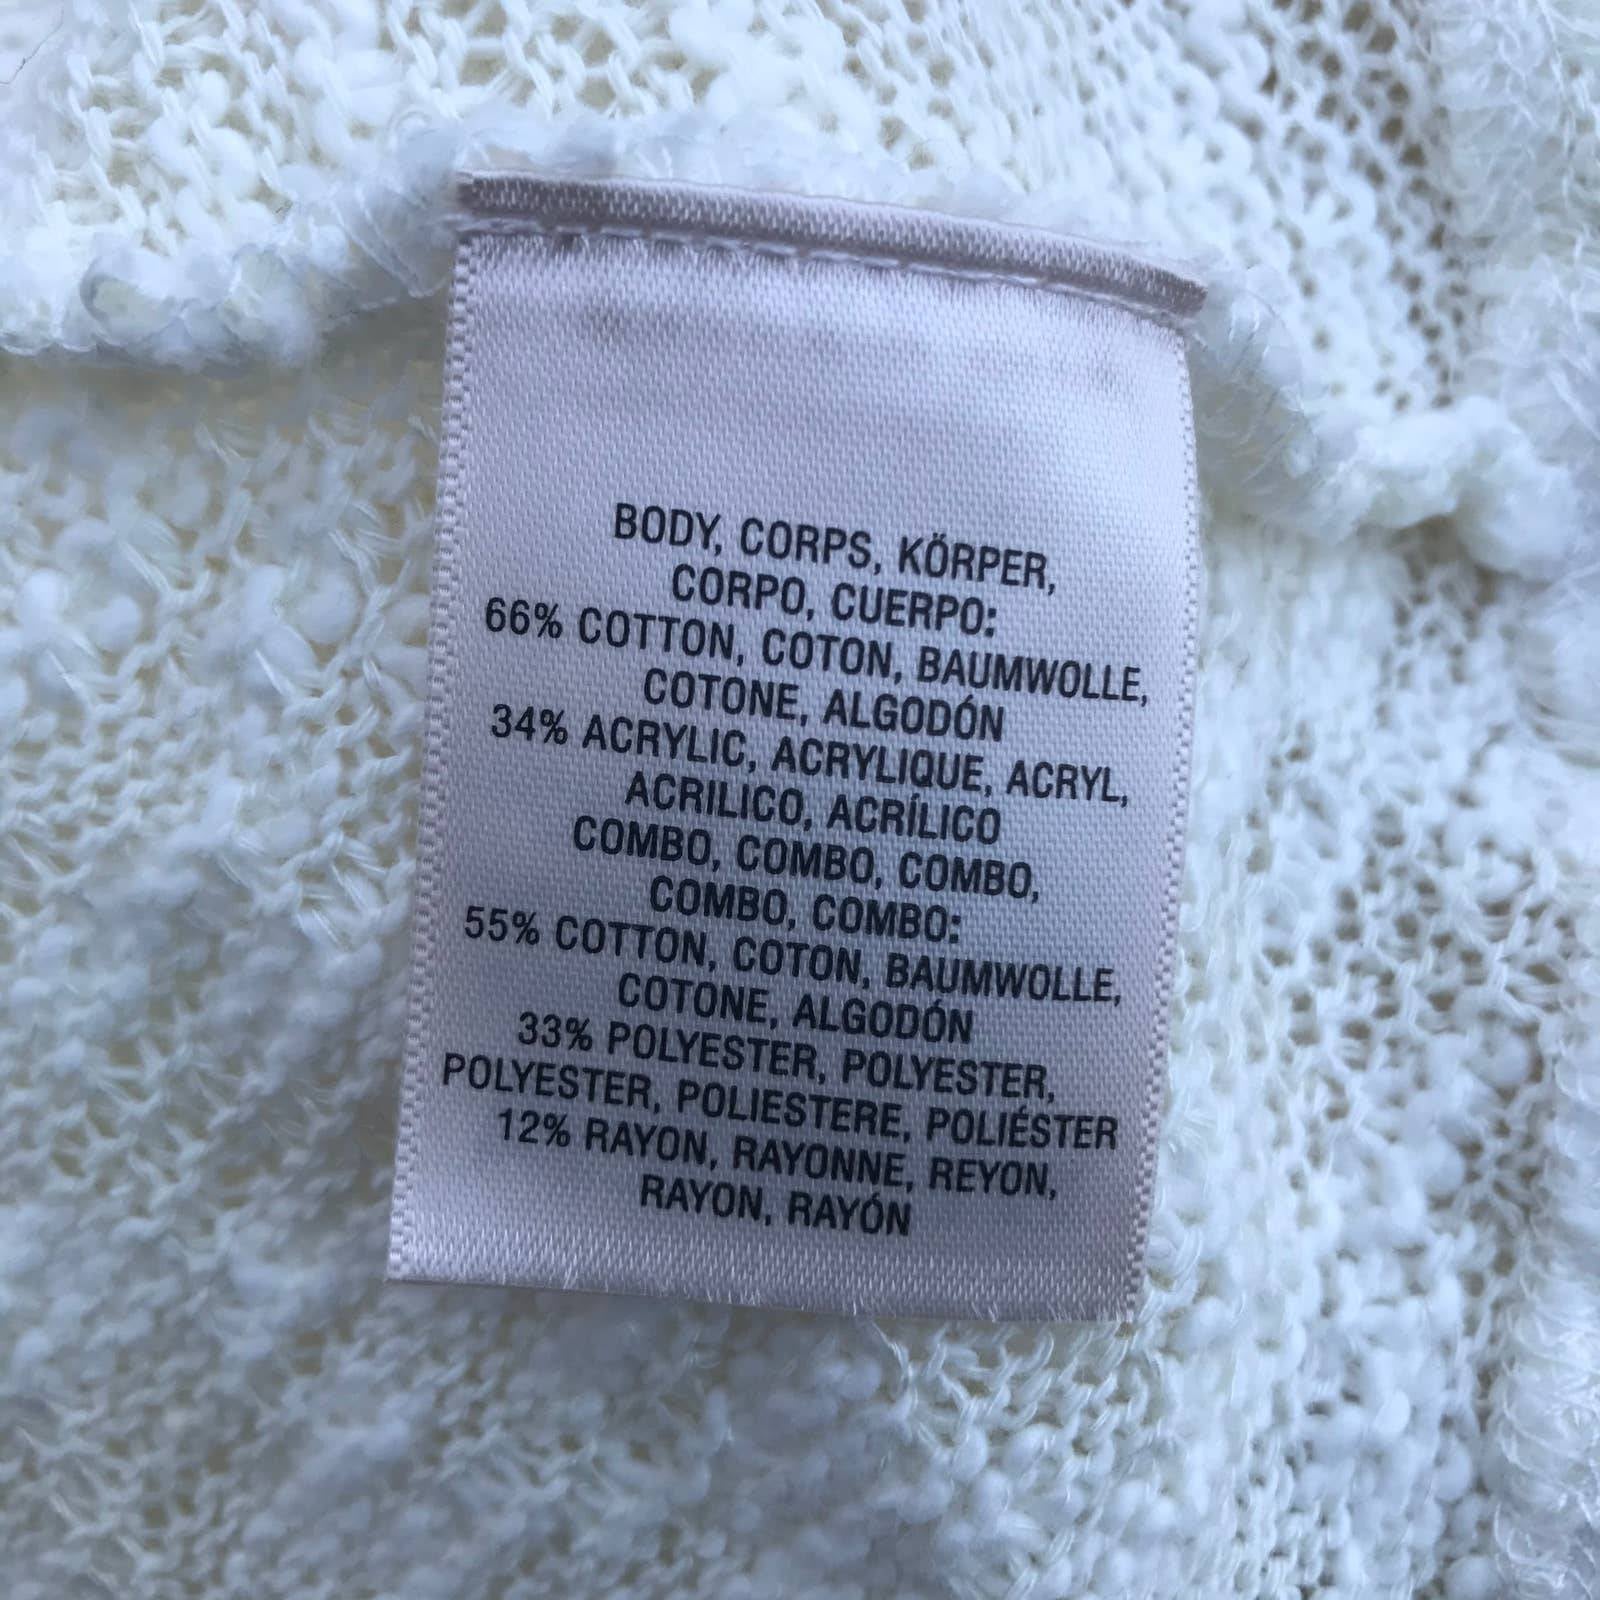 BODY, CORPS, KÖRPER,
CORPO, CUERPO:
66% COTTON, COTON, BAUMWOLLE,
COTONE, ALGODÓN
34% ACRYLIC, ACRYLIQUE, ACRYL,
ACRILICO, ACRÍLICO
COMBO, COMBO, COMBO,
COMBO, COMBO:
55% COTTON, COTON, BAUMWOLLE,
COTONE, ALGODÓN
33% POLYESTER, POLYESTER,
POLYESTER, POLIESTERE, POLIÉSTER
12% RAYON, RAYONNE, REYON,
RAYON, RAYÓN